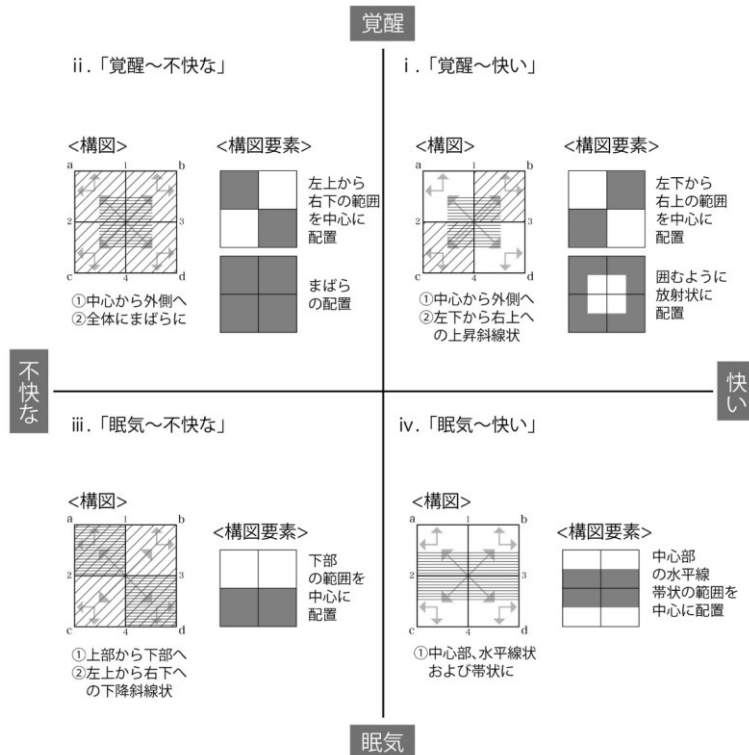 覚醒
ii.「覚醒～不快な」
<構図>
a
1
b
2
3
c
4
d
①中心から外側へ
②全体にまばらに
<構図要素>
左上から
右下の範囲
を中心に
配置
まばら
の配置
i.「覚醒～快い」
<構図>
a
1
b
2
3
c
4
d
①中心から外側へ
②左下から右上へ
の上昇斜線状
<構図要素>
左下から
右上の範囲
を中心に
配置
囲むように
放射状に
配置
不快な
快い
iii.「眠気～不快な」
<構図>
a
1
b
2
3
c
4
d
①上部から下部へ
②左上から右下へ
の下降斜線状
<構図要素>
下部
の範囲を
中心に
配置
iv.「眠気～快い」
<構図>
a
1
b
2
3
c
4
d
①中心部、水平線状
および帯状に
<構図要素>
中心部
の水平線
帯状の範囲を
中心に配置
眠気